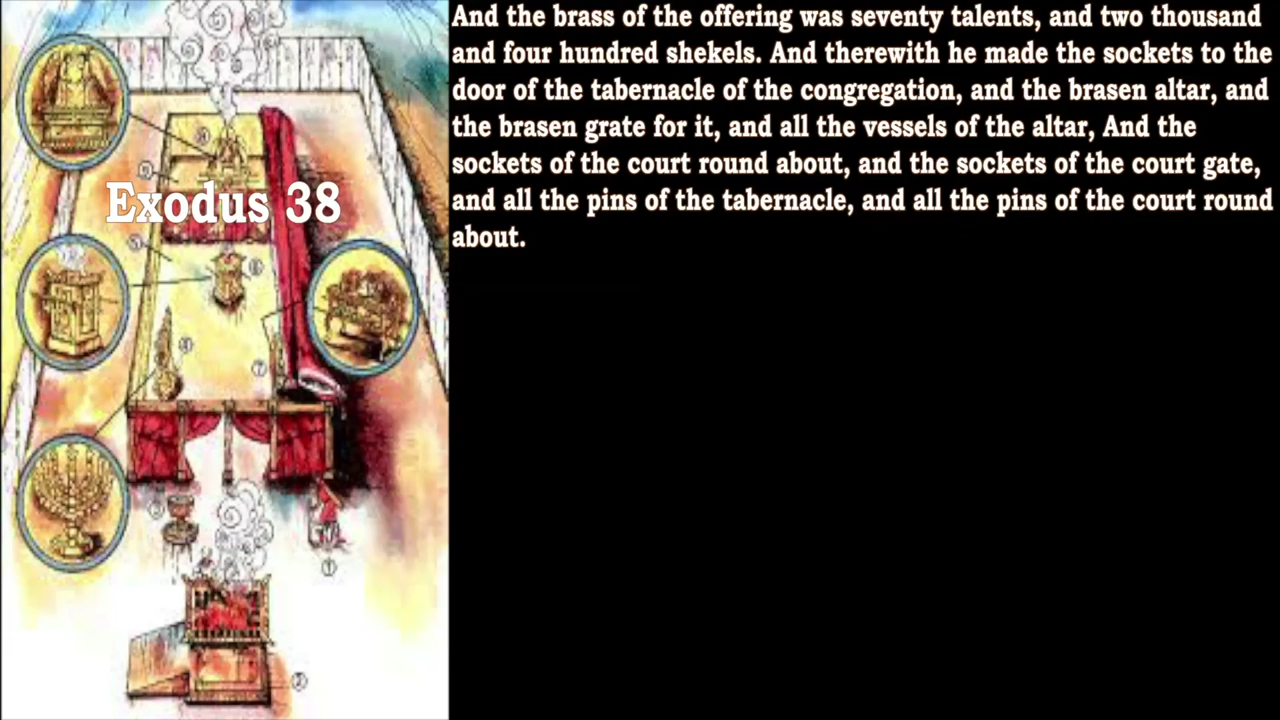 And the brass of the offering was seventy talents, and two thousand
and four hundred shekels. And therewith he made the sockets to the
door of the tabernacle of the congregation, and the brasen altar, and
the brasen grate for it, and all the vessels of the altar, And the
sockets of the court round about, and the sockets of the court gate,
and all the pins of the tabernacle, and all the pins of the court round
about.
Exodus 38